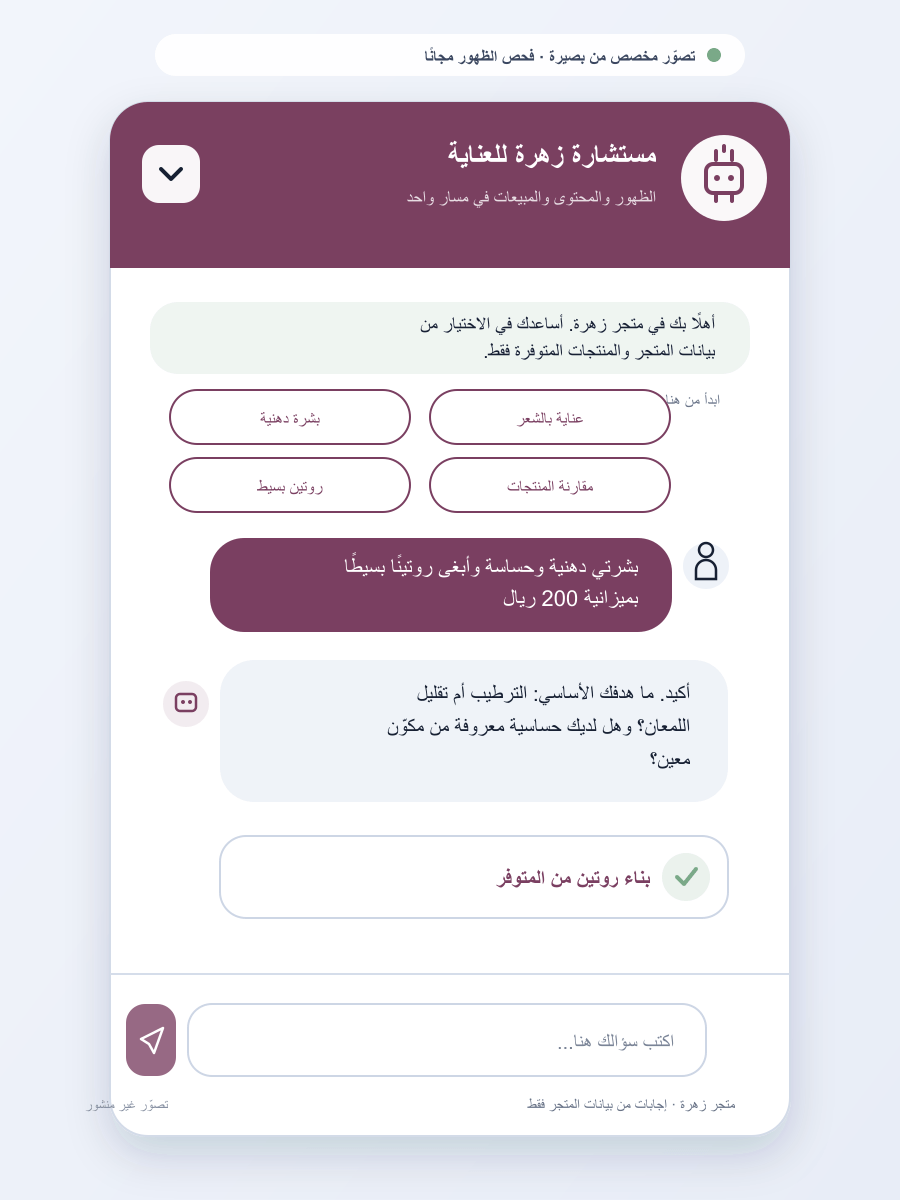 تصوّر مخصص من بصيرة · فحص الظهور مجانًا
مستشارة زهرة للعناية
الظهور والمحتوى والمبيعات في مسار واحد
أهلًا بك في متجر زهرة. أساعدك في الاختيار من
بيانات المتجر والمنتجات المتوفرة فقط.
ابدأ من هنا
عناية بالشعر
بشرة دهنية
مقارنة المنتجات
روتين بسيط
بشرتي دهنية وحساسة وأبغى روتينًا بسيطًا
بميزانية 200 ريال
أكيد. ما هدفك الأساسي: الترطيب أم تقليل
اللمعان؟ وهل لديك حساسية معروفة من مكوّن
معين؟
بناء روتين من المتوفر
اكتب سؤالك هنا...
متجر زهرة · إجابات من بيانات المتجر فقط
تصوّر غير منشور